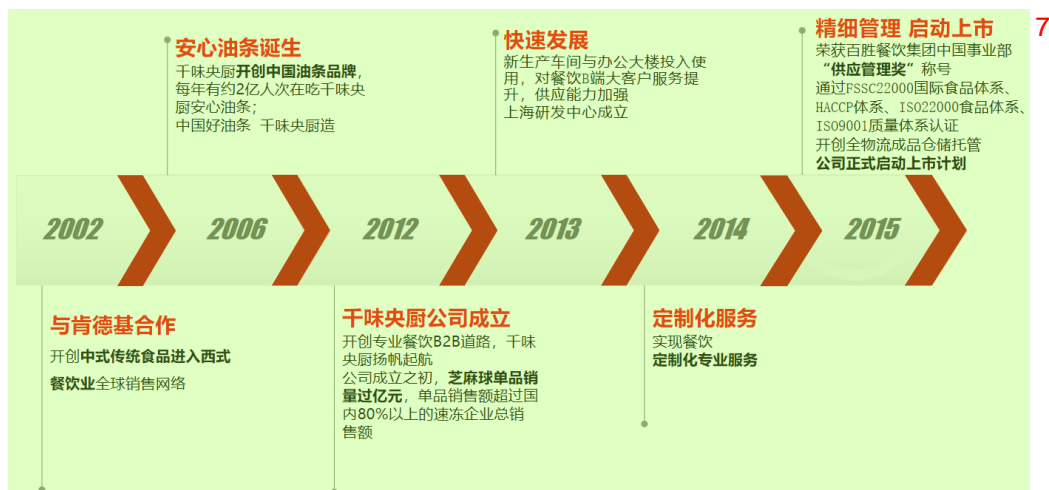 安心油条诞生
千味央厨开创中国油条品牌，
每年有约2亿人次在吃千味央
厨安心油条；
中国好油条 千味央厨造
快速发展
新生产车间与办公大楼投入使
用，对餐饮B端大客户服务提
升，供应能力加强
上海研发中心成立
精细管理 启动上市
荣获百胜餐饮集团中国事业部
“供应管理奖”称号
通过FSSC22000国际食品体系、
HACCP体系、ISO22000食品体系、
ISO9001质量体系认证
开创全物流成品仓储托管
公司正式启动上市计划
7
2002
2006
2012
2013
2014
2015
与肯德基合作
开创中式传统食品进入西式
餐饮业全球销售网络
千味央厨公司成立
开创专业餐饮B2B道路，千味
央厨扬帆起航
公司成立之初，芝麻球单品销
量过亿元，单品销售额超过国
内80%以上的速冻企业总销
售额
定制化服务
实现餐饮
定制化专业服务